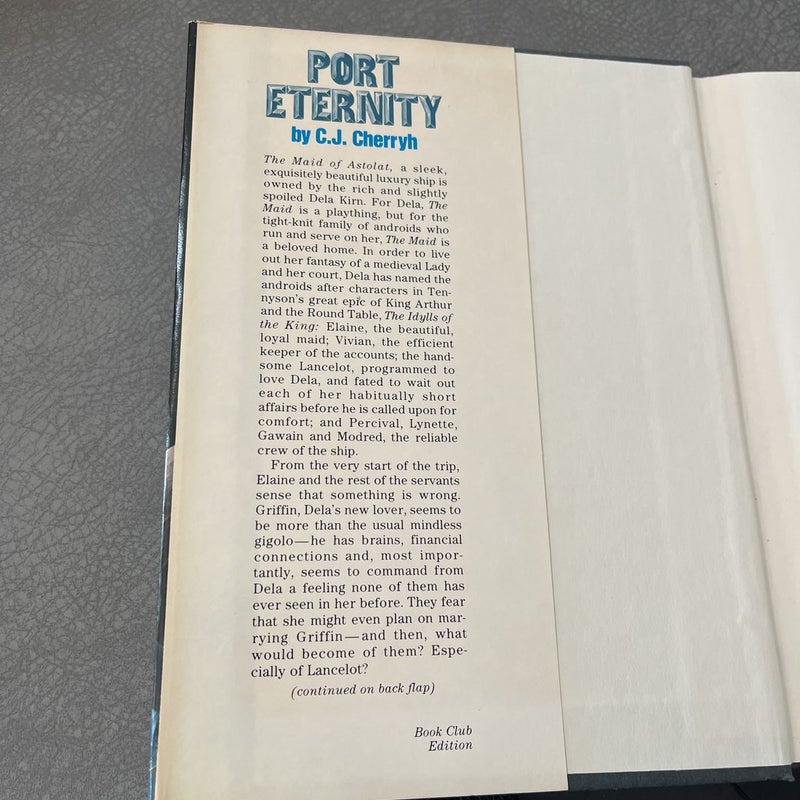 PORT
ETERNITY
by C.J. Cherryh
The Maid of Astolat, a sleek,
exquisitely beautiful luxury ship is
owned by the rich and slightly
spoiled Dela Kirn. For Dela, The
Maid is a plaything, but for the
tight-knit family of androids who
run and serve on her, The Maid is
a beloved home. In order to live
out her fantasy of a medieval Lady
and her court, Dela has named the
androids after characters in Ten-
nyson's great epic of King Arthur
and the Round Table, The Idylls of
the King: Elaine, the beautiful,
loyal maid; Vivian, the efficient
keeper of the accounts; the hand-
some Lancelot, programmed to
love Dela, and fated to wait out
each of her habitually short
affairs before he is called upon for
comfort; and Percival, Lynette,
Gawain and Modred, the reliable
crew of the ship.
From the very start of the trip,
Elaine and the rest of the servants
sense that something is wrong.
Griffin, Dela's new lover, seems to
be more than the usual mindless
gigolo—he has brains, financial
connections and, most impor-
tantly, seems to command from
Dela a feeling none of them has
ever seen in her before. They fear
that she might even plan on mar-
rying Griffin—and then, what
would become of them? Espe-
cially of Lancelot?
(continued on back flap)
Book Club
Edition